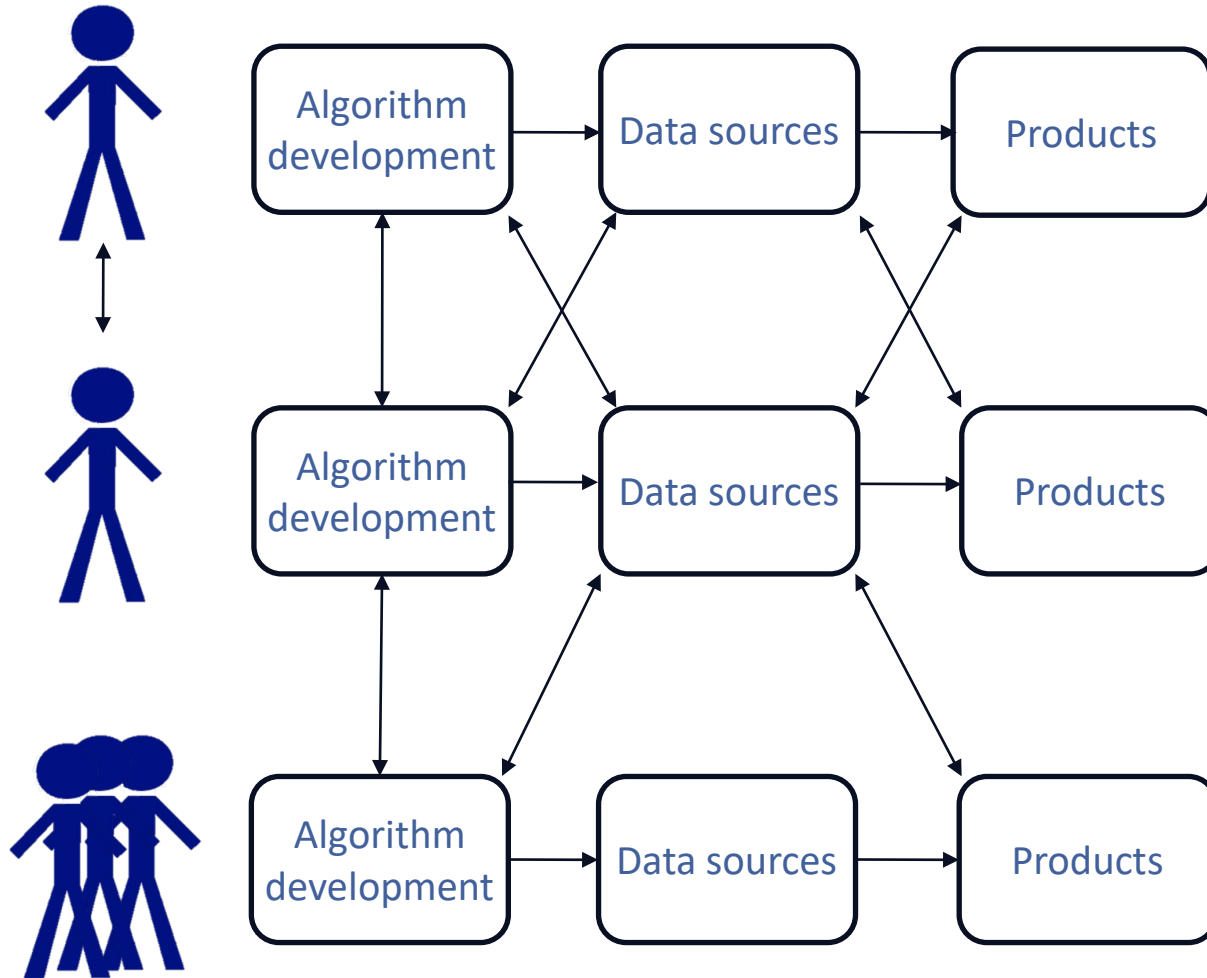 Algorithm
development
Data sources
Products
Algorithm
development
Data sources
Products
Algorithm
development
Data sources
Products